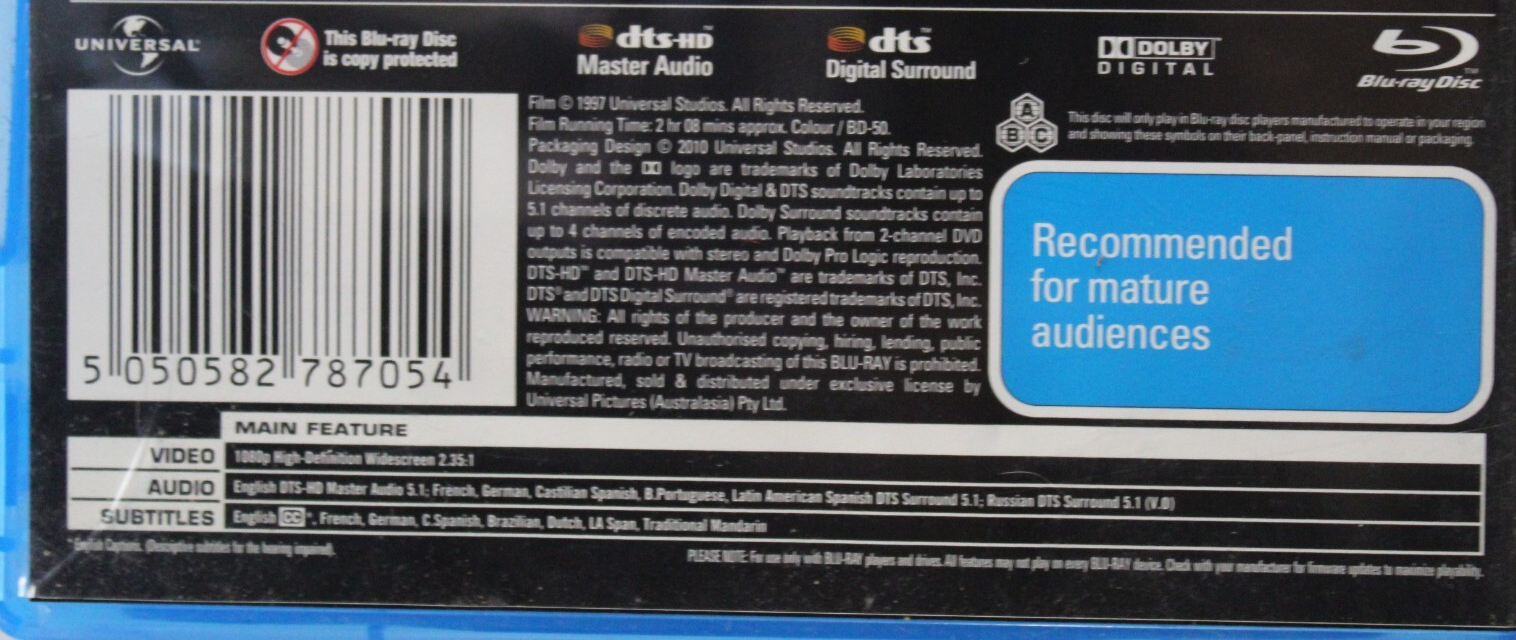 UNIVERSAL
This Blu-ray Disc
is copy protected
dts-HD™
Master Audio
dts™
Digital Surround
DOLBY
DIGITAL
Blu-ray Disc™
Film © 1997 Universal Studios. All Rights Reserved.
Film Running Time: 2 hr 08 mins approx. Colour / BD-50.
Packaging Design © 2010 Universal Studios. All Rights Reserved.
Dolby and the DD logo are trademarks of Dolby Laboratories
Licensing Corporation. Dolby Digital & DTS soundtracks contain up to
5.1 channels of discrete audio. Dolby Surround soundtracks contain
up to 4 channels of encoded audio. Playback from 2-channel DVD
outputs is compatible with stereo and Dolby Pro Logic reproduction.
DTS-HD™ and DTS-HD Master Audio™ are trademarks of DTS, Inc.
DTS® and DTS Digital Surround® are registered trademarks of DTS, Inc.
WARNING: All rights of the producer and the owner of the work
reproduced reserved. Unauthorised copying, hiring, lending, public
performance, radio or TV broadcasting of this BLU-RAY is prohibited.
Manufactured, sold & distributed under exclusive license by
Universal Pictures (Australasia) Pty Ltd.
A
B C
This disc will only play in Blu-ray disc players manufactured to operate in your region
and showing these symbols on their back-panel, instruction manual or packaging.
Recommended
for mature
audiences
5 050582 787054
MAIN FEATURE
VIDEO 1080p High-Definition Widescreen 2.35:1
AUDIO English DTS-HD Master Audio 5.1; French, German, Castilian Spanish, B.Portuguese, Latin American Spanish DTS Surround 5.1; Russian DTS Surround 5.1 (V.O)
SUBTITLES English CC*, French, German, C.Spanish, Brazilian, Dutch, LA Span, Traditional Mandarin
* English Captions. (Descriptive subtitles for the hearing impaired).
PLEASE NOTE: For use only with BLU-RAY players and drives. All features may not play on every BLU-RAY device. Check with your manufacturer for firmware updates to maximize playability.